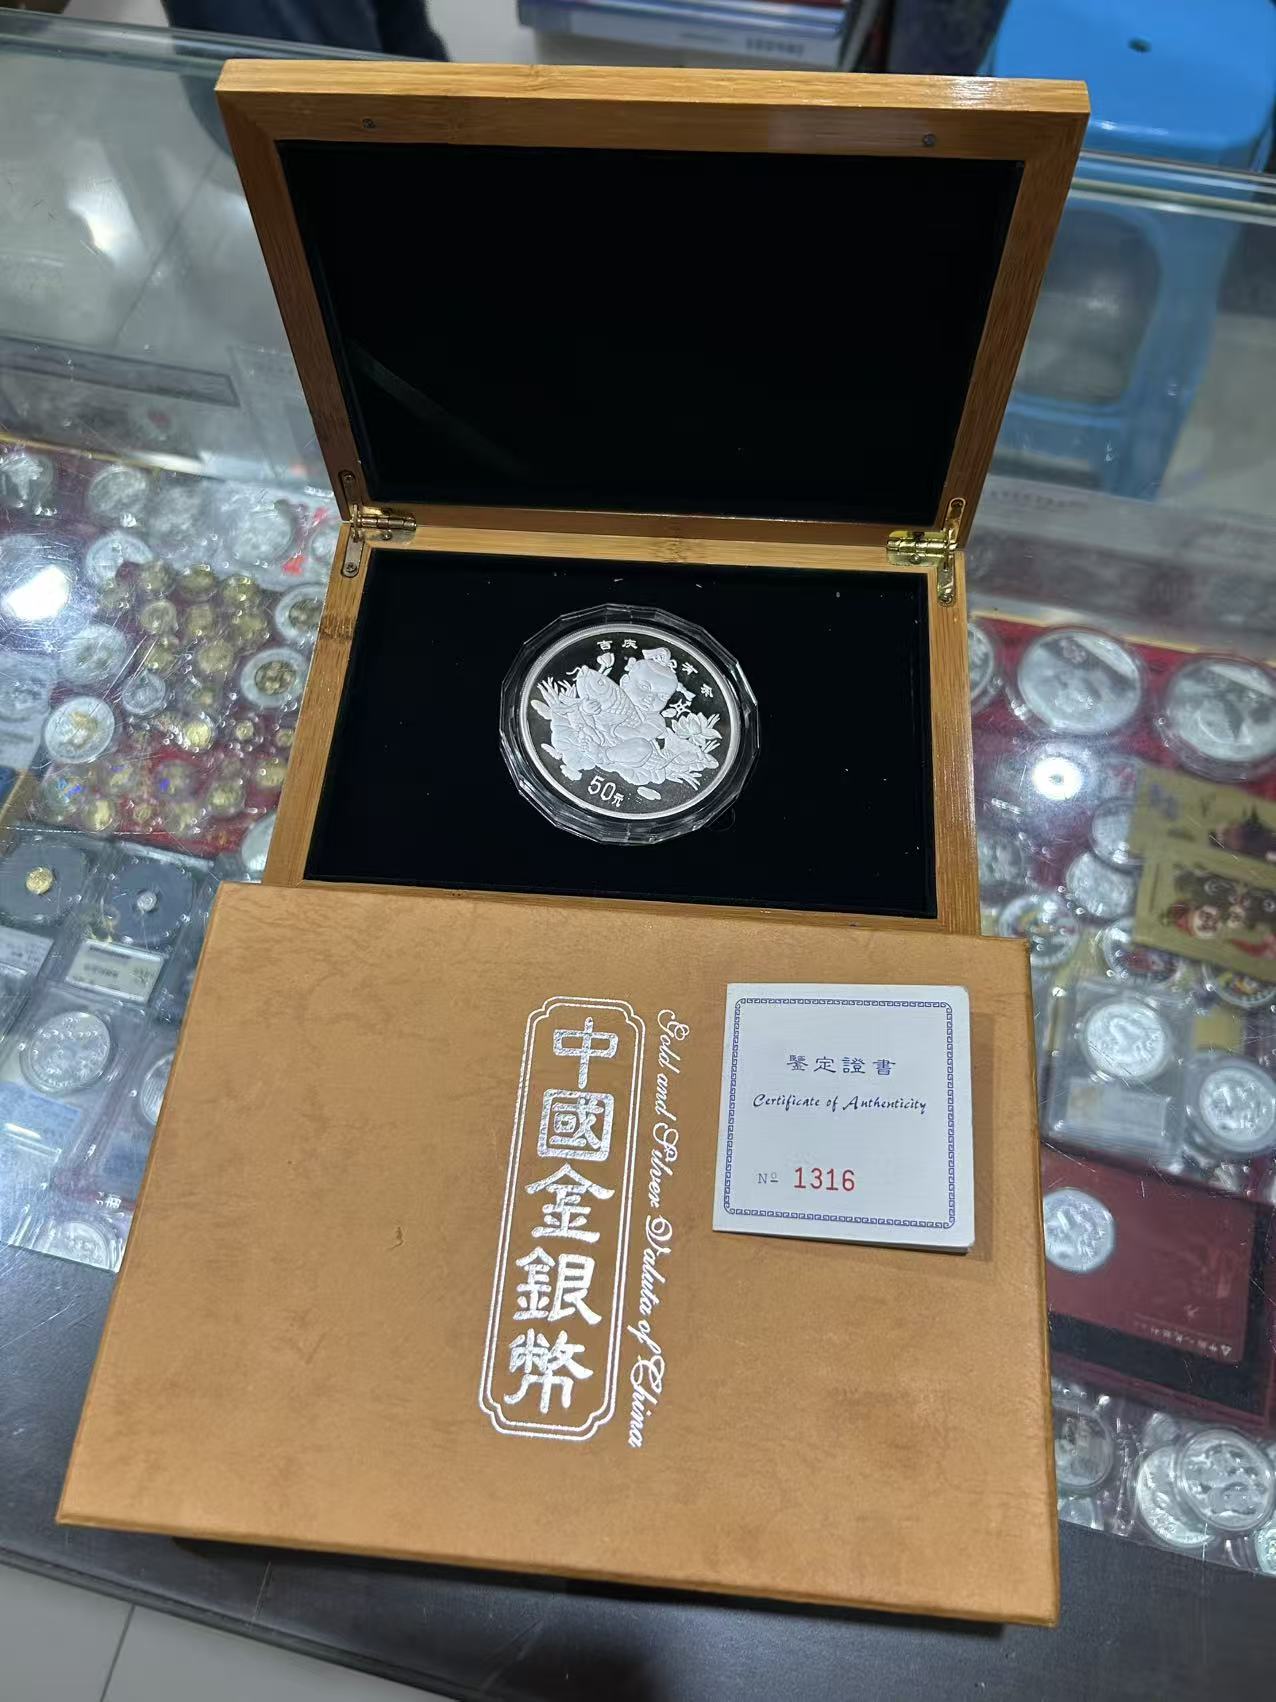 吉庆有余
50元
中國金銀幣
Gold and Silver Valuta of China
鑒定證書
Certificate of Authenticity
Nº 1316